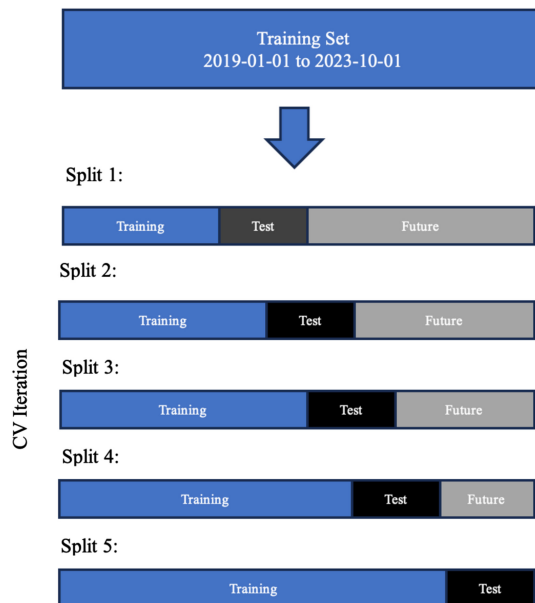 Training Set
2019-01-01 to 2023-10-01
Split 1:
Training Test Future
Split 2:
Training Test Future
Split 3:
Training Test Future
Split 4:
Training Test Future
Split 5:
Training Test
CV Iteration